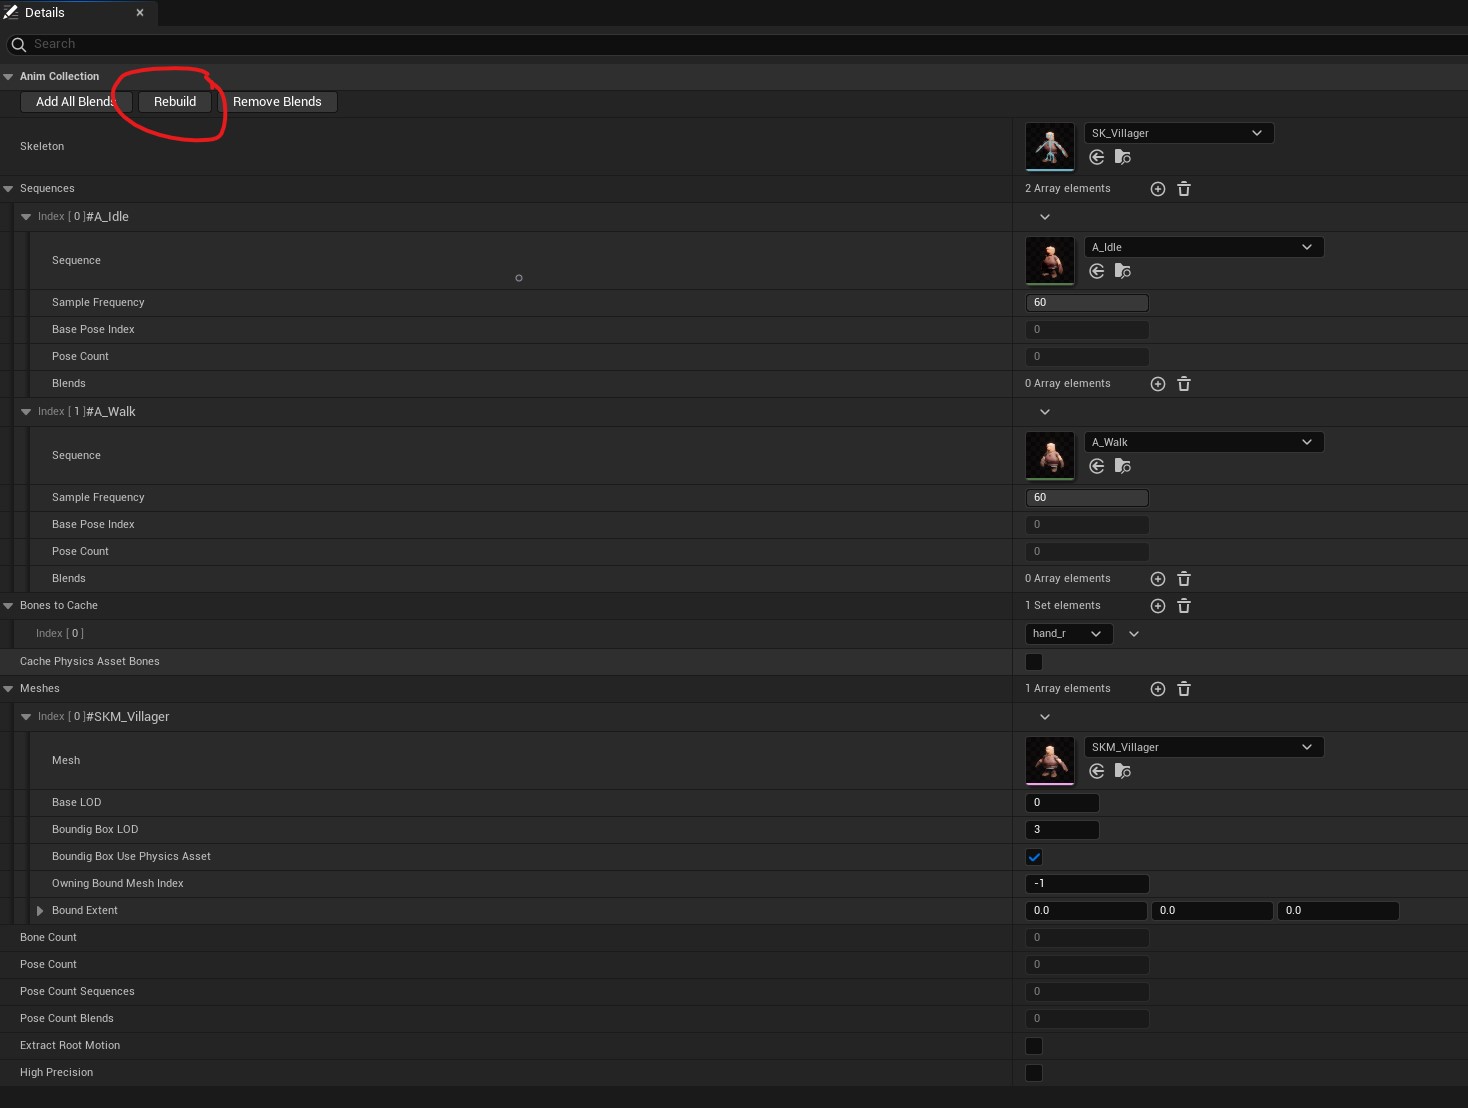 Details
Search
Anim Collection
Add All Blends Rebuild Remove Blends
Skeleton SK_Villager
Sequences 2 Array elements
Index [ 0 ]#A_Idle
Sequence A_Idle
Sample Frequency 60
Base Pose Index 0
Pose Count 0
Blends 0 Array elements
Index [ 1 ]#A_Walk
Sequence A_Walk
Sample Frequency 60
Base Pose Index 0
Pose Count 0
Blends 0 Array elements
Bones to Cache 1 Set elements
Index [ 0 ] hand_r
Cache Physics Asset Bones
Meshes 1 Array elements
Index [ 0 ]#SKM_Villager
Mesh SKM_Villager
Base LOD 0
Boundig Box LOD 3
Boundig Box Use Physics Asset
Owning Bound Mesh Index -1
Bound Extent 0.0 0.0 0.0
Bone Count 0
Pose Count 0
Pose Count Sequences 0
Pose Count Blends 0
Extract Root Motion
High Precision